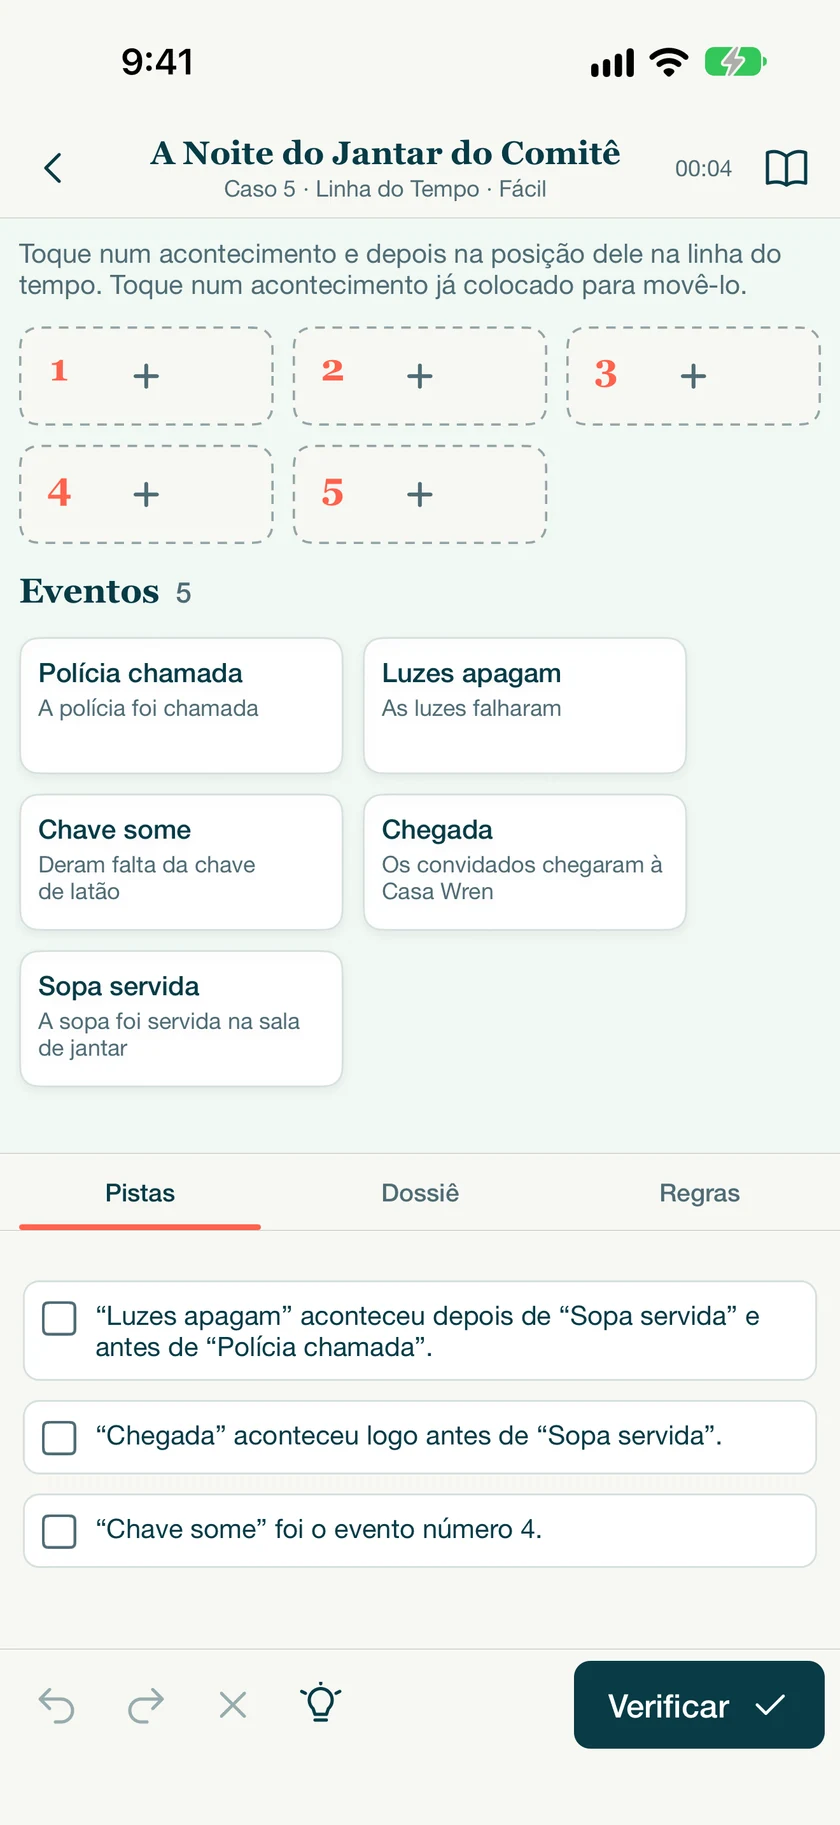 9:41
A Noite do Jantar do Comitê
Caso 5 · Linha do Tempo · Fácil
00:04
Toque num acontecimento e depois na posição dele na linha do
tempo. Toque num acontecimento já colocado para movê-lo.
1 +
2 +
3 +
4 +
5 +
Eventos 5
Polícia chamada
A polícia foi chamada
Luzes apagam
As luzes falharam
Chave some
Deram falta da chave
de latão
Chegada
Os convidados chegaram à
Casa Wren
Sopa servida
A sopa foi servida na sala
de jantar
Pistas
Dossiê
Regras
“Luzes apagam” aconteceu depois de “Sopa servida” e
antes de “Polícia chamada”.
“Chegada” aconteceu logo antes de “Sopa servida”.
“Chave some” foi o evento número 4.
Verificar